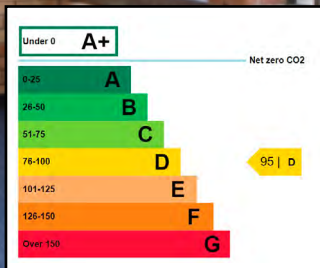 Under 0 A+
Net zero CO2
0-25 A
26-50 B
51-75 C
76-100 D
95 | D
101-125 E
126-150 F
Over 150 G